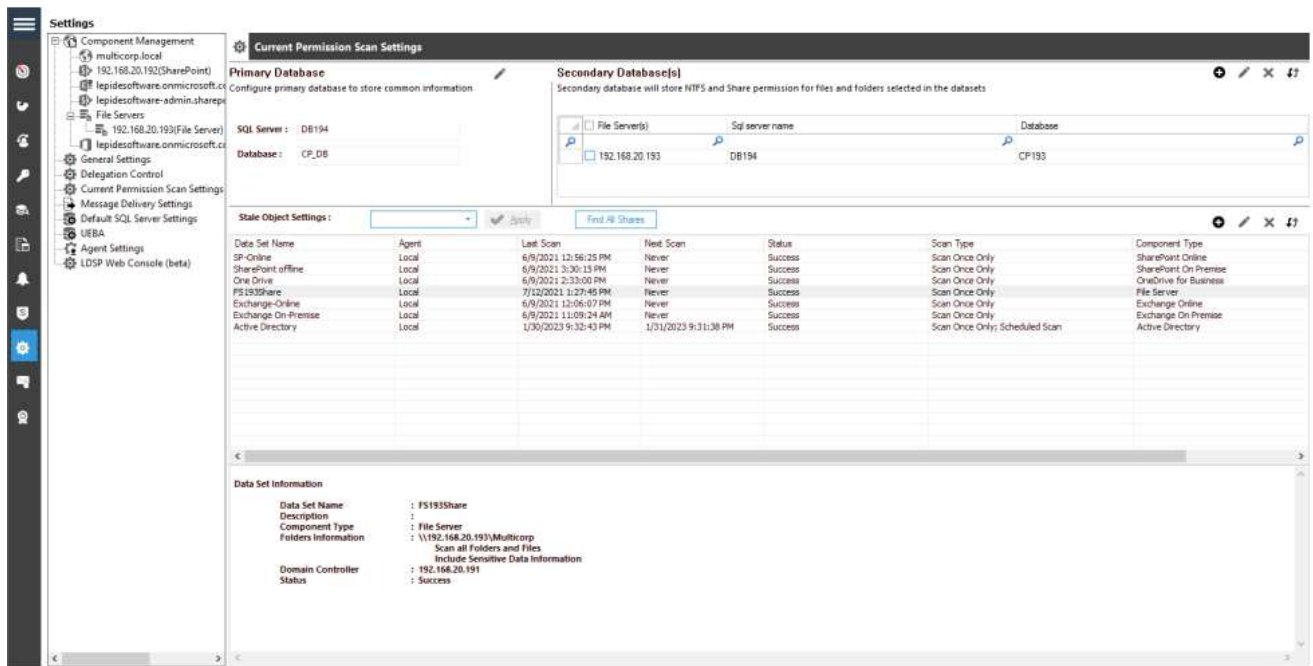 Settings
Component Management
multicorp.local
192.168.20.192(SharePoint)
lepidesoftware.onmicrosoft.co
lepidesoftware-admin.sharep
File Servers
192.168.20.193(File Server)
lepidesoftware.onmicrosoft.co
General Settings
Delegation Control
Current Permission Scan Settings
Message Delivery Settings
Default SQL Server Settings
UEBA
Agent Settings
LDSP Web Console (beta)
Current Permission Scan Settings
Primary Database
Configure primary database to store common information
SQL Server : DB194
Database : CP_DB
Secondary Database(s)
Secondary database will store NTFS and Share permission for files and folders selected in the datasets
File Server(s) Sql server name Database
192.168.20.193 DB194 CP193
Stale Object Settings : Apply Find All Shares
Data Set Name Agent Last Scan Next Scan Status Scan Type Component Type
SP-Online Local 6/9/2021 12:56:25 PM Never Success Scan Once Only SharePoint Online
SharePoint offline Local 6/9/2021 3:30:15 PM Never Success Scan Once Only SharePoint On Premise
One Drive Local 6/9/2021 2:33:00 PM Never Success Scan Once Only OneDrive for Business
FS193Share Local 7/12/2021 1:27:45 PM Never Success Scan Once Only File Server
Exchange-Online Local 6/9/2021 12:06:07 PM Never Success Scan Once Only Exchange Online
Exchange On-Premise Local 6/9/2021 11:09:24 AM Never Success Scan Once Only Exchange On Premise
Active Directory Local 1/30/2023 9:32:43 PM 1/31/2023 9:31:38 PM Success Scan Once Only; Scheduled Scan Active Directory
Data Set Information
Data Set Name : FS193Share
Description :
Component Type : File Server
Folders Information : \\192.168.20.193\Multicorp
Scan all Folders and Files
Include Sensitive Data Information
Domain Controller : 192.168.20.191
Status : Success